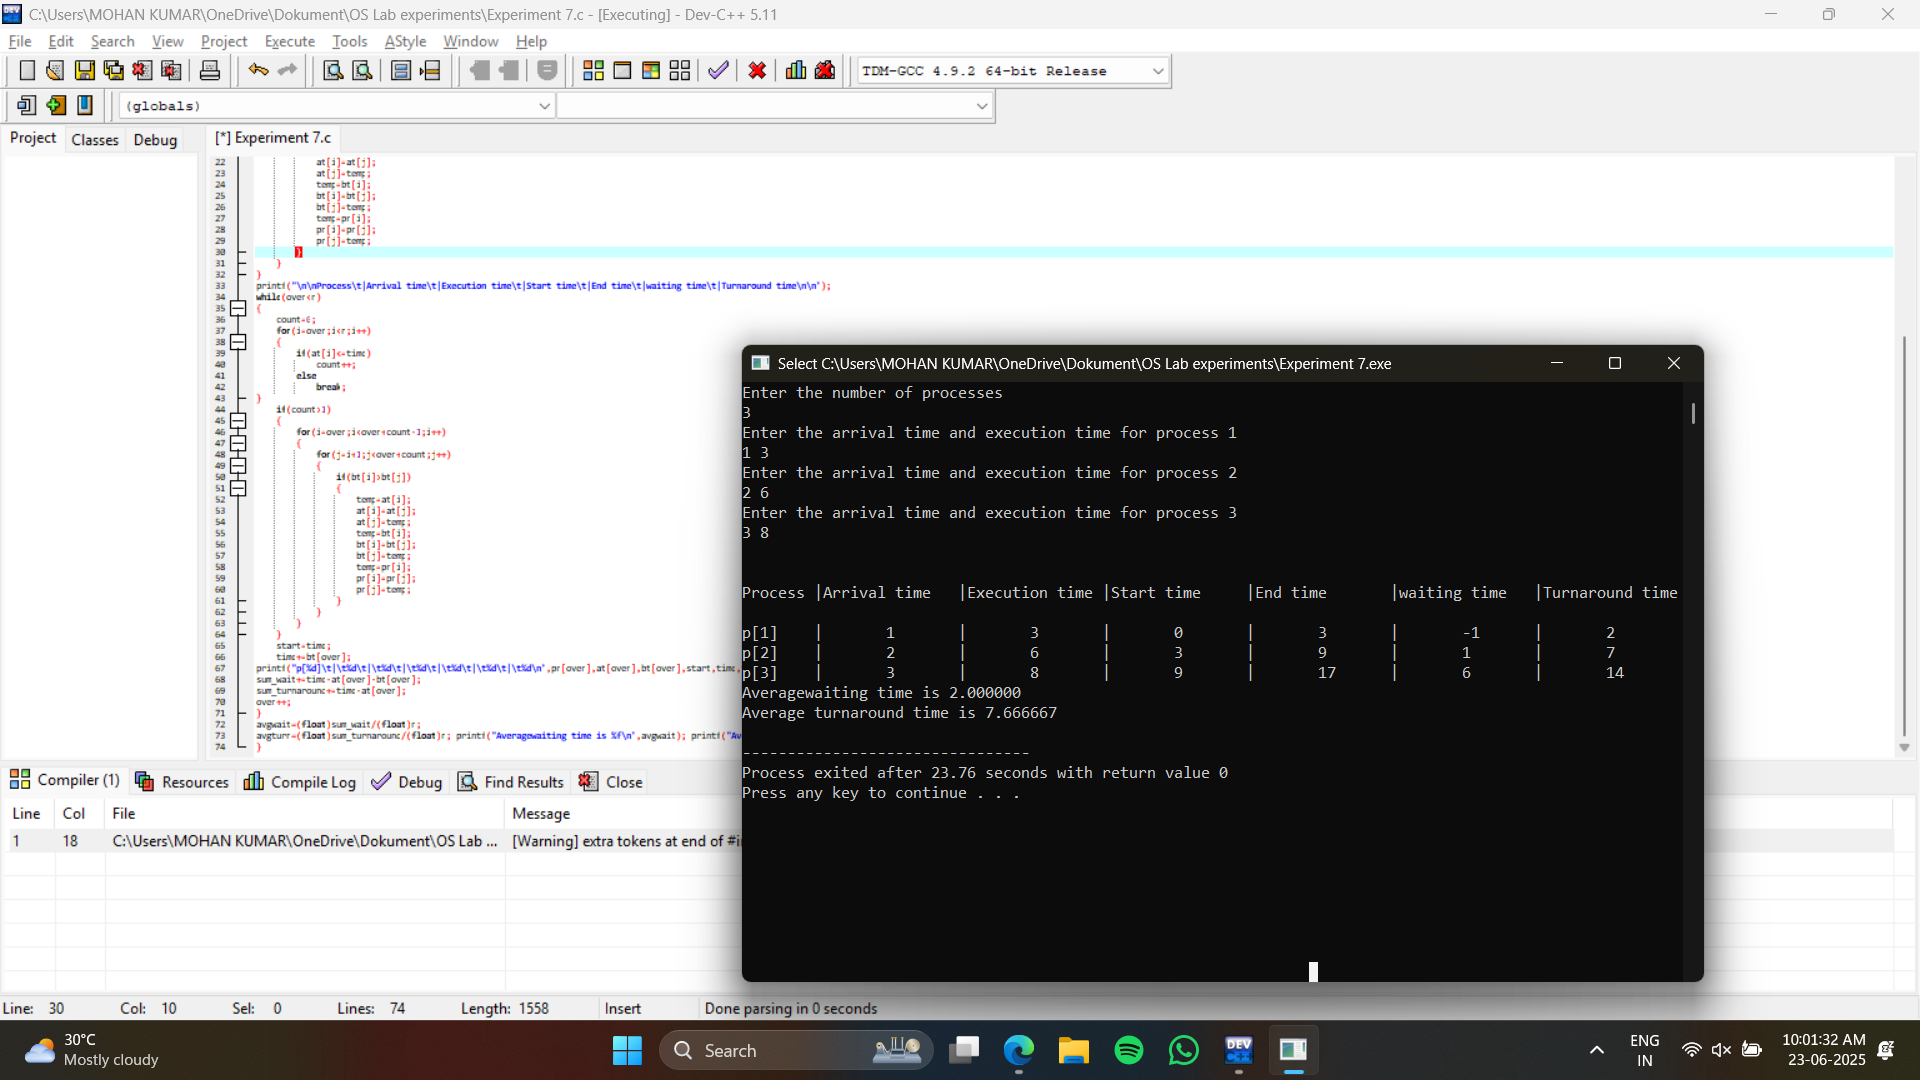 C:\Users\MOHAN KUMAR\OneDrive\Dokument\OS Lab experiments\Experiment 7.c - [Executing] - Dev-C++ 5.11
File Edit Search View Project Execute Tools AStyle Window Help
TDM-GCC 4.9.2 64-bit Release
(globals)
Project Classes Debug [*] Experiment 7.c
22 at[i]=at[j];
23 at[j]=temp;
24 temp=bt[i];
25 bt[i]=bt[j];
26 bt[j]=temp;
27 temp=pr[i];
28 pr[i]=pr[j];
29 pr[j]=temp;
30 }
31 }
32 }
33 printf("\n\nProcess\t|Arrival time\t|Execution time\t|Start time\t|End time\t|waiting time\t|Turnaround time\n\n");
34 while(over<r)
35 {
36 count=0;
37 for(i=over;i<r;i++)
38 {
39 if(at[i]<=time)
40 count++;
41 else
42 break;
43 }
44 if(count>1)
45 {
46 for(i=over;i<over+count-1;i++)
47 {
48 for(j=i+1;j<over+count;j++)
49 {
50 if(bt[i]>bt[j])
51 {
52 temp=at[i];
53 at[i]=at[j];
54 at[j]=temp;
55 temp=bt[i];
56 bt[i]=bt[j];
57 bt[j]=temp;
58 temp=pr[i];
59 pr[i]=pr[j];
60 pr[j]=temp;
61 }
62 }
63 }
64 }
65 start=time;
66 time+=bt[over];
67 printf("p[%d]\t|\t%d\t|\t%d\t|\t%d\t|\t%d\t|\t%d\t|\t%d\n",pr[over],at[over],bt[over],start,time,
68 sum_wait+=time-at[over]-bt[over];
69 sum_turnaround+=time-at[over];
70 over++;
71 }
72 avgwait=(float)sum_wait/(float)r;
73 avgturr=(float)sum_turnaround/(float)r; printf("Averagewaiting time is %f\n",avgwait); printf("Av
74 }
Select C:\Users\MOHAN KUMAR\OneDrive\Dokument\OS Lab experiments\Experiment 7.exe
Enter the number of processes
3
Enter the arrival time and execution time for process 1
1 3
Enter the arrival time and execution time for process 2
2 6
Enter the arrival time and execution time for process 3
3 8
Process |Arrival time |Execution time |Start time |End time |waiting time |Turnaround time
p[1] | 1 | 3 | 0 | 3 | -1 | 2
p[2] | 2 | 6 | 3 | 9 | 1 | 7
p[3] | 3 | 8 | 9 | 17 | 6 | 14
Averagewaiting time is 2.000000
Average turnaround time is 7.666667
--------------------------------
Process exited after 23.76 seconds with return value 0
Press any key to continue . . .
Compiler (1) Resources Compile Log Debug Find Results Close
Line Col File Message
1 18 C:\Users\MOHAN KUMAR\OneDrive\Dokument\OS Lab ... [Warning] extra tokens at end of #i
Line: 30 Col: 10 Sel: 0 Lines: 74 Length: 1558 Insert Done parsing in 0 seconds
30°C
Mostly cloudy
Search
DEV
ENG
IN
10:01:32 AM
23-06-2025